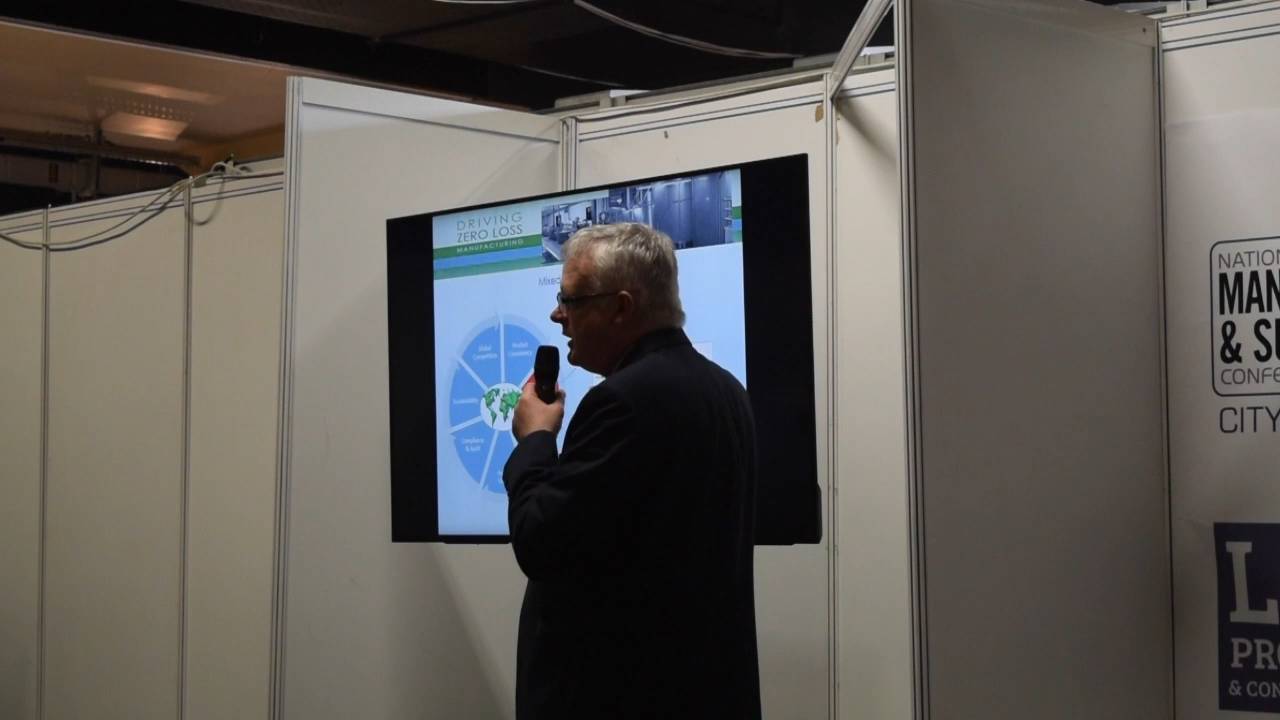 DRIVING
ZERO LOSS
MANUFACTURING
Global
Competition
Product
Consistency
Sustainability
Compliance
& Audit
NATIO
MAN
& SU
CONFE
CITY
L
PRO
& CON